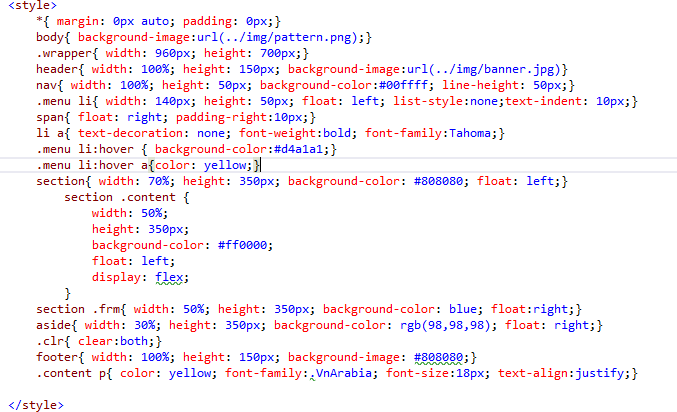 <style>
*{ margin: 0px auto; padding: 0px;}
body{ background-image:url(../img/pattern.png);}
.wrapper{ width: 960px; height: 700px;}
header{ width: 100%; height: 150px; background-image:url(../img/banner.jpg)}
nav{ width: 100%; height: 50px; background-color:#00ffff; line-height: 50px;}
.menu li{ width: 140px; height: 50px; float: left; list-style:none;text-indent: 10px;}
span{ float: right; padding-right:10px;}
li a{ text-decoration: none; font-weight:bold; font-family:Tahoma;}
.menu li:hover { background-color:#d4a1a1;}
.menu li:hover a{color: yellow;}
section{ width: 70%; height: 350px; background-color: #808080; float: left;}
section .content {
width: 50%;
height: 350px;
background-color: #ff0000;
float: left;
display: flex;
}
section .frm{ width: 50%; height: 350px; background-color: blue; float:right;}
aside{ width: 30%; height: 350px; background-color: rgb(98,98,98); float: right;}
.clr{ clear:both;}
footer{ width: 100%; height: 150px; background-image: #808080;}
.content p{ color: yellow; font-family:.VnArabia; font-size:18px; text-align:justify;}
</style>